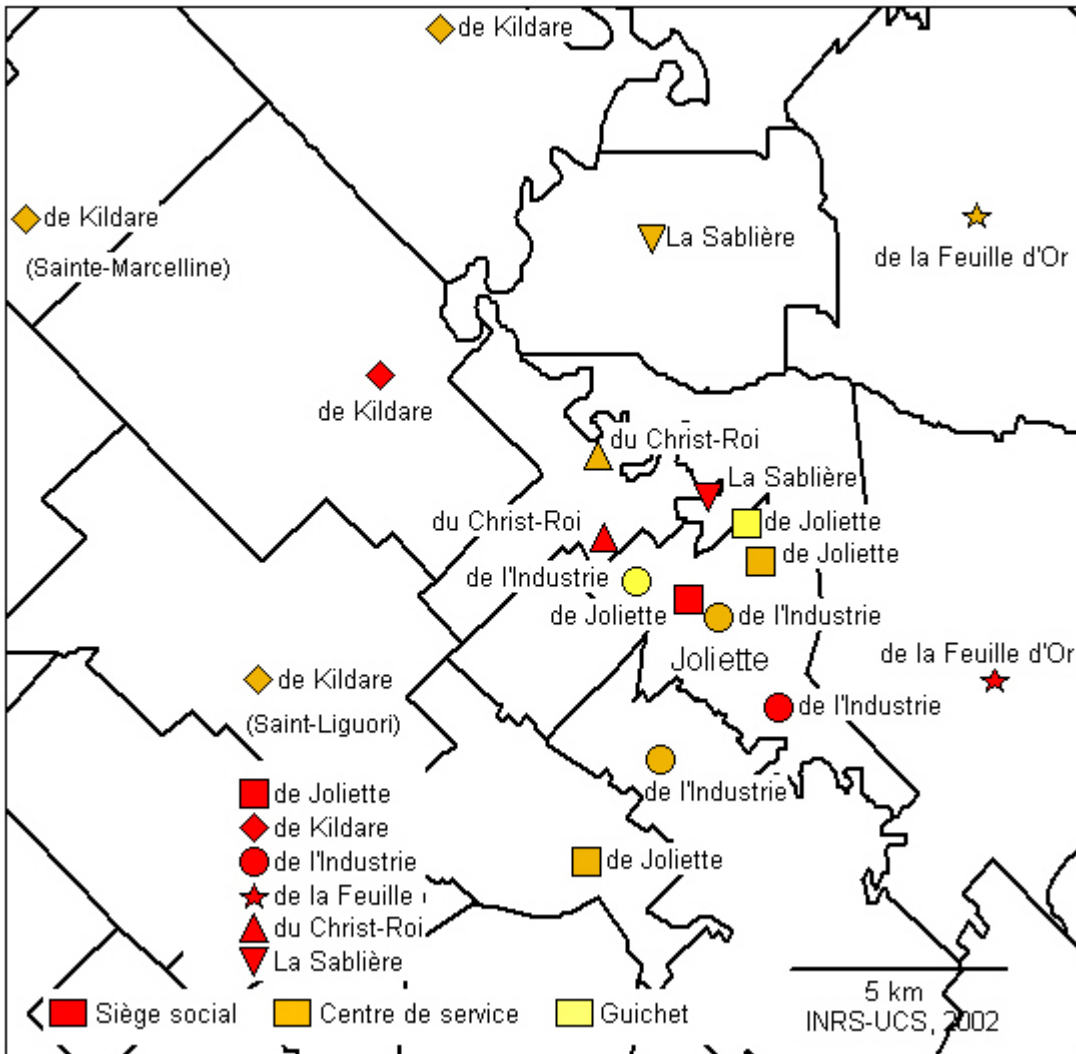 de Kildare
de Kildare
(Sainte-Marcelline)
La Sablière
de la Feuille d'Or
de Kildare
du Christ-Roi
La Sablière
du Christ-Roi
de Joliette
de Joliette
de l'Industrie
de Joliette
de l'Industrie
Joliette
de la Feuille d'Or
de Kildare
(Saint-Liguori)
de l'Industrie
de l'Industrie
de Joliette
de Joliette
de Kildare
de l'Industrie
de la Feuille
du Christ-Roi
La Sablière
Siège social
Centre de service
Guichet
5 km
INRS-UCS, 2002